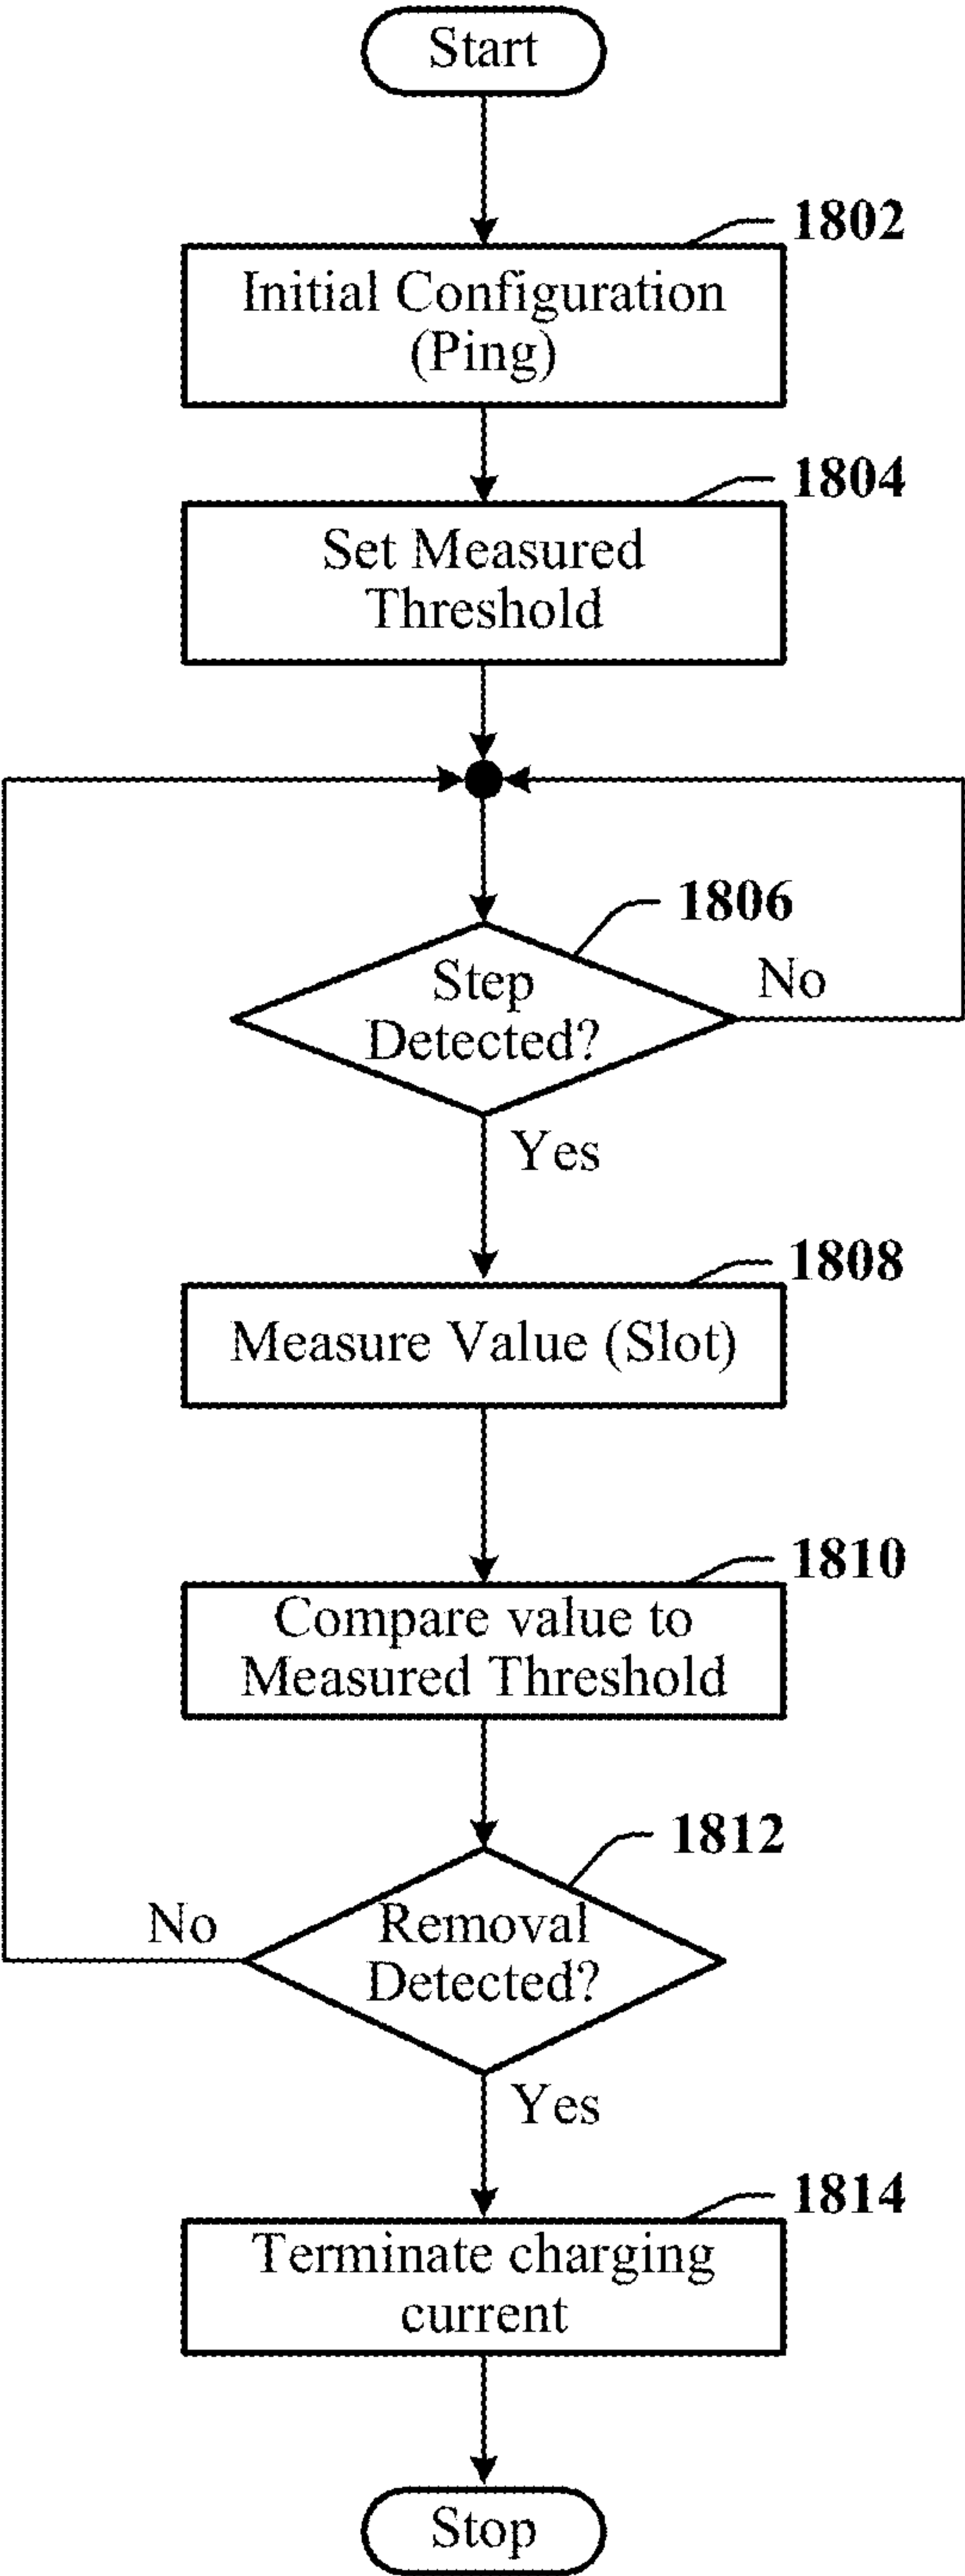 Start
1802
Initial Configuration
(Ping)
1804
Set Measured
Threshold
1806
Step
Detected?
No
Yes
1808
Measure Value (Slot)
1810
Compare value to
Measured Threshold
1812
No
Removal
Detected?
Yes
1814
Terminate charging
current
Stop